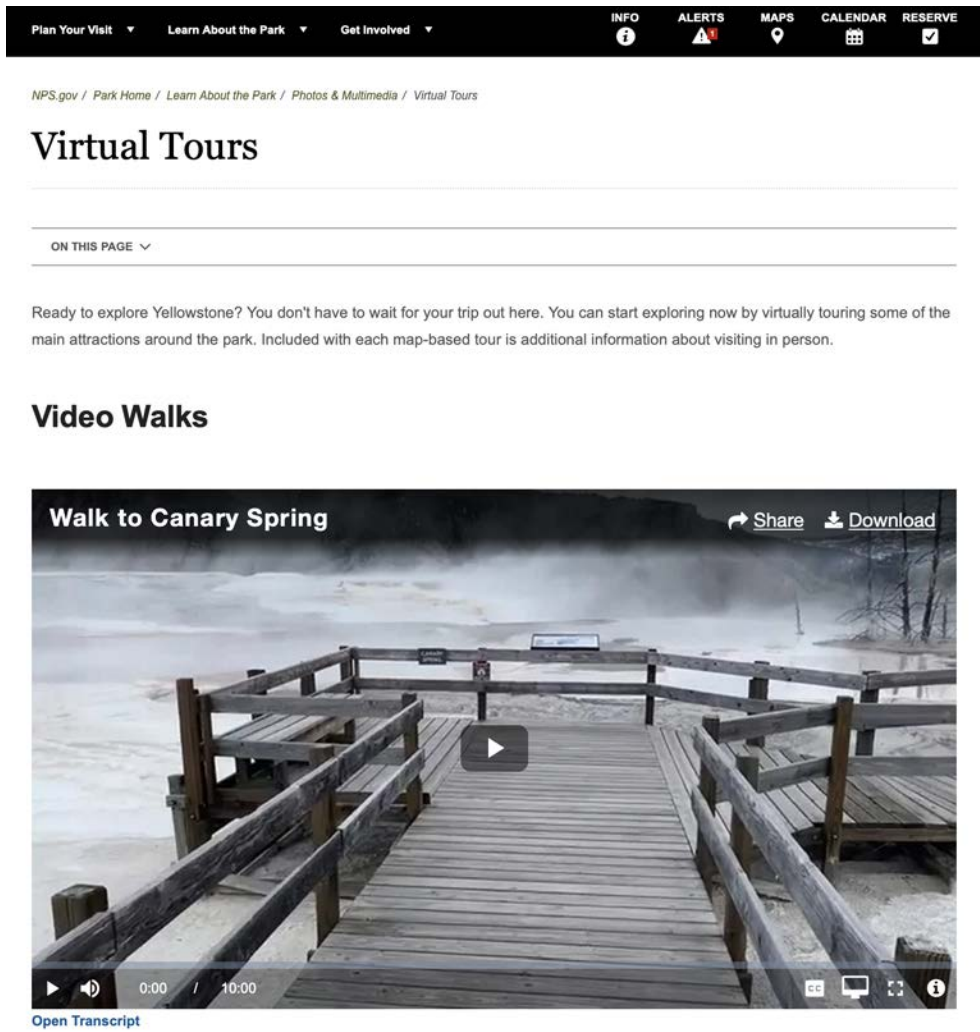 Plan Your Visit Learn About the Park Get Involved INFO ALERTS MAPS CALENDAR RESERVE
1
NPS.gov / Park Home / Learn About the Park / Photos & Multimedia / Virtual Tours
Virtual Tours
ON THIS PAGE
Ready to explore Yellowstone? You don't have to wait for your trip out here. You can start exploring now by virtually touring some of the
main attractions around the park. Included with each map-based tour is additional information about visiting in person.
Video Walks
Walk to Canary Spring Share Download
CANARY
SPRING
0:00 / 10:00 CC
Open Transcript